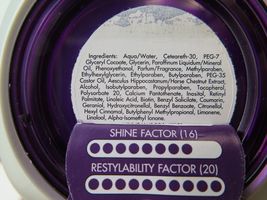 Ingredients: Aqua/Water, Ceteareth-30, PEG-7
Glyceryl Cocoate, Glycerin, Paraffinum Liquidum/Mineral
Oil, Phenoxyethanol, Parfum/Fragrance, Methylparaben,
Ethylhexylglycerin, Ethylparaben, Butylparaben, PEG-35
Castor Oil, Aesculus Hippocastanum/Horse Chestnut Extract,
Alcohol, Isobutylparaben, Propylparaben, Tocopherol,
Polysorbate 20, Calcium Pantothenate, Inositol, Retinyl
Palmitate, Linoleic Acid, Biotin, Benzyl Salicylate, Coumarin,
Geraniol, Hydroxycitronellal, Benzyl Benzoate, Citronellol,
Hexyl Cinnamal, Butylphenyl Methylpropional, Limonene,
Linalool, Alpha-Isomethyl Ionone.
SHINE FACTOR (16)
RESTYLABILITY FACTOR (20)